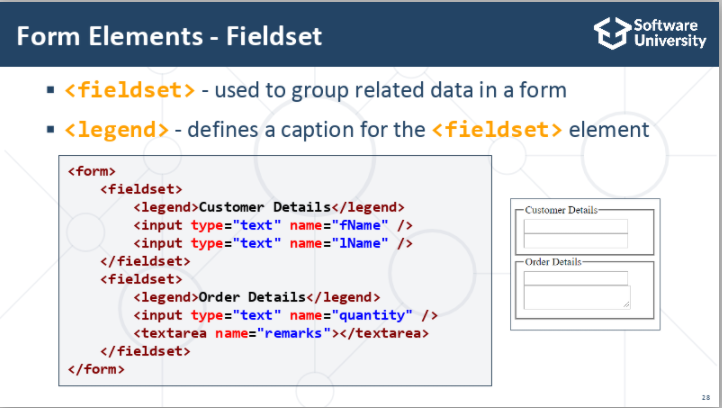 Form Elements - Fieldset
Software
University
▪ <fieldset> - used to group related data in a form
▪ <legend> - defines a caption for the <fieldset> element
<form>
<fieldset>
<legend>Customer Details</legend>
<input type="text" name="fName" />
<input type="text" name="lName" />
</fieldset>
<fieldset>
<legend>Order Details</legend>
<input type="text" name="quantity" />
<textarea name="remarks"></textarea>
</fieldset>
</form>
Customer Details
Order Details
28